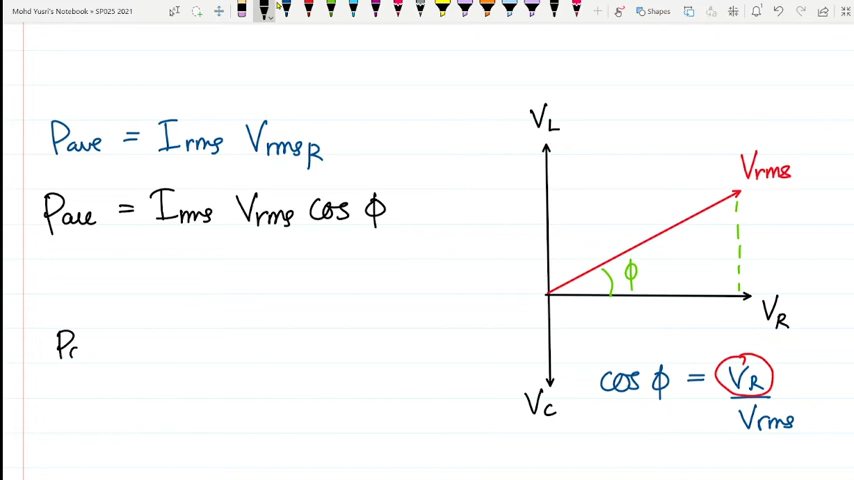 Mohd Yusri's Notebook » SP025 2021
Shapes
Pave = Irms VrmsR
Pave = Irms Vrms cos ϕ
Pr
VL
Vrms
ϕ
VR
VC
cos ϕ = VR
Vrms